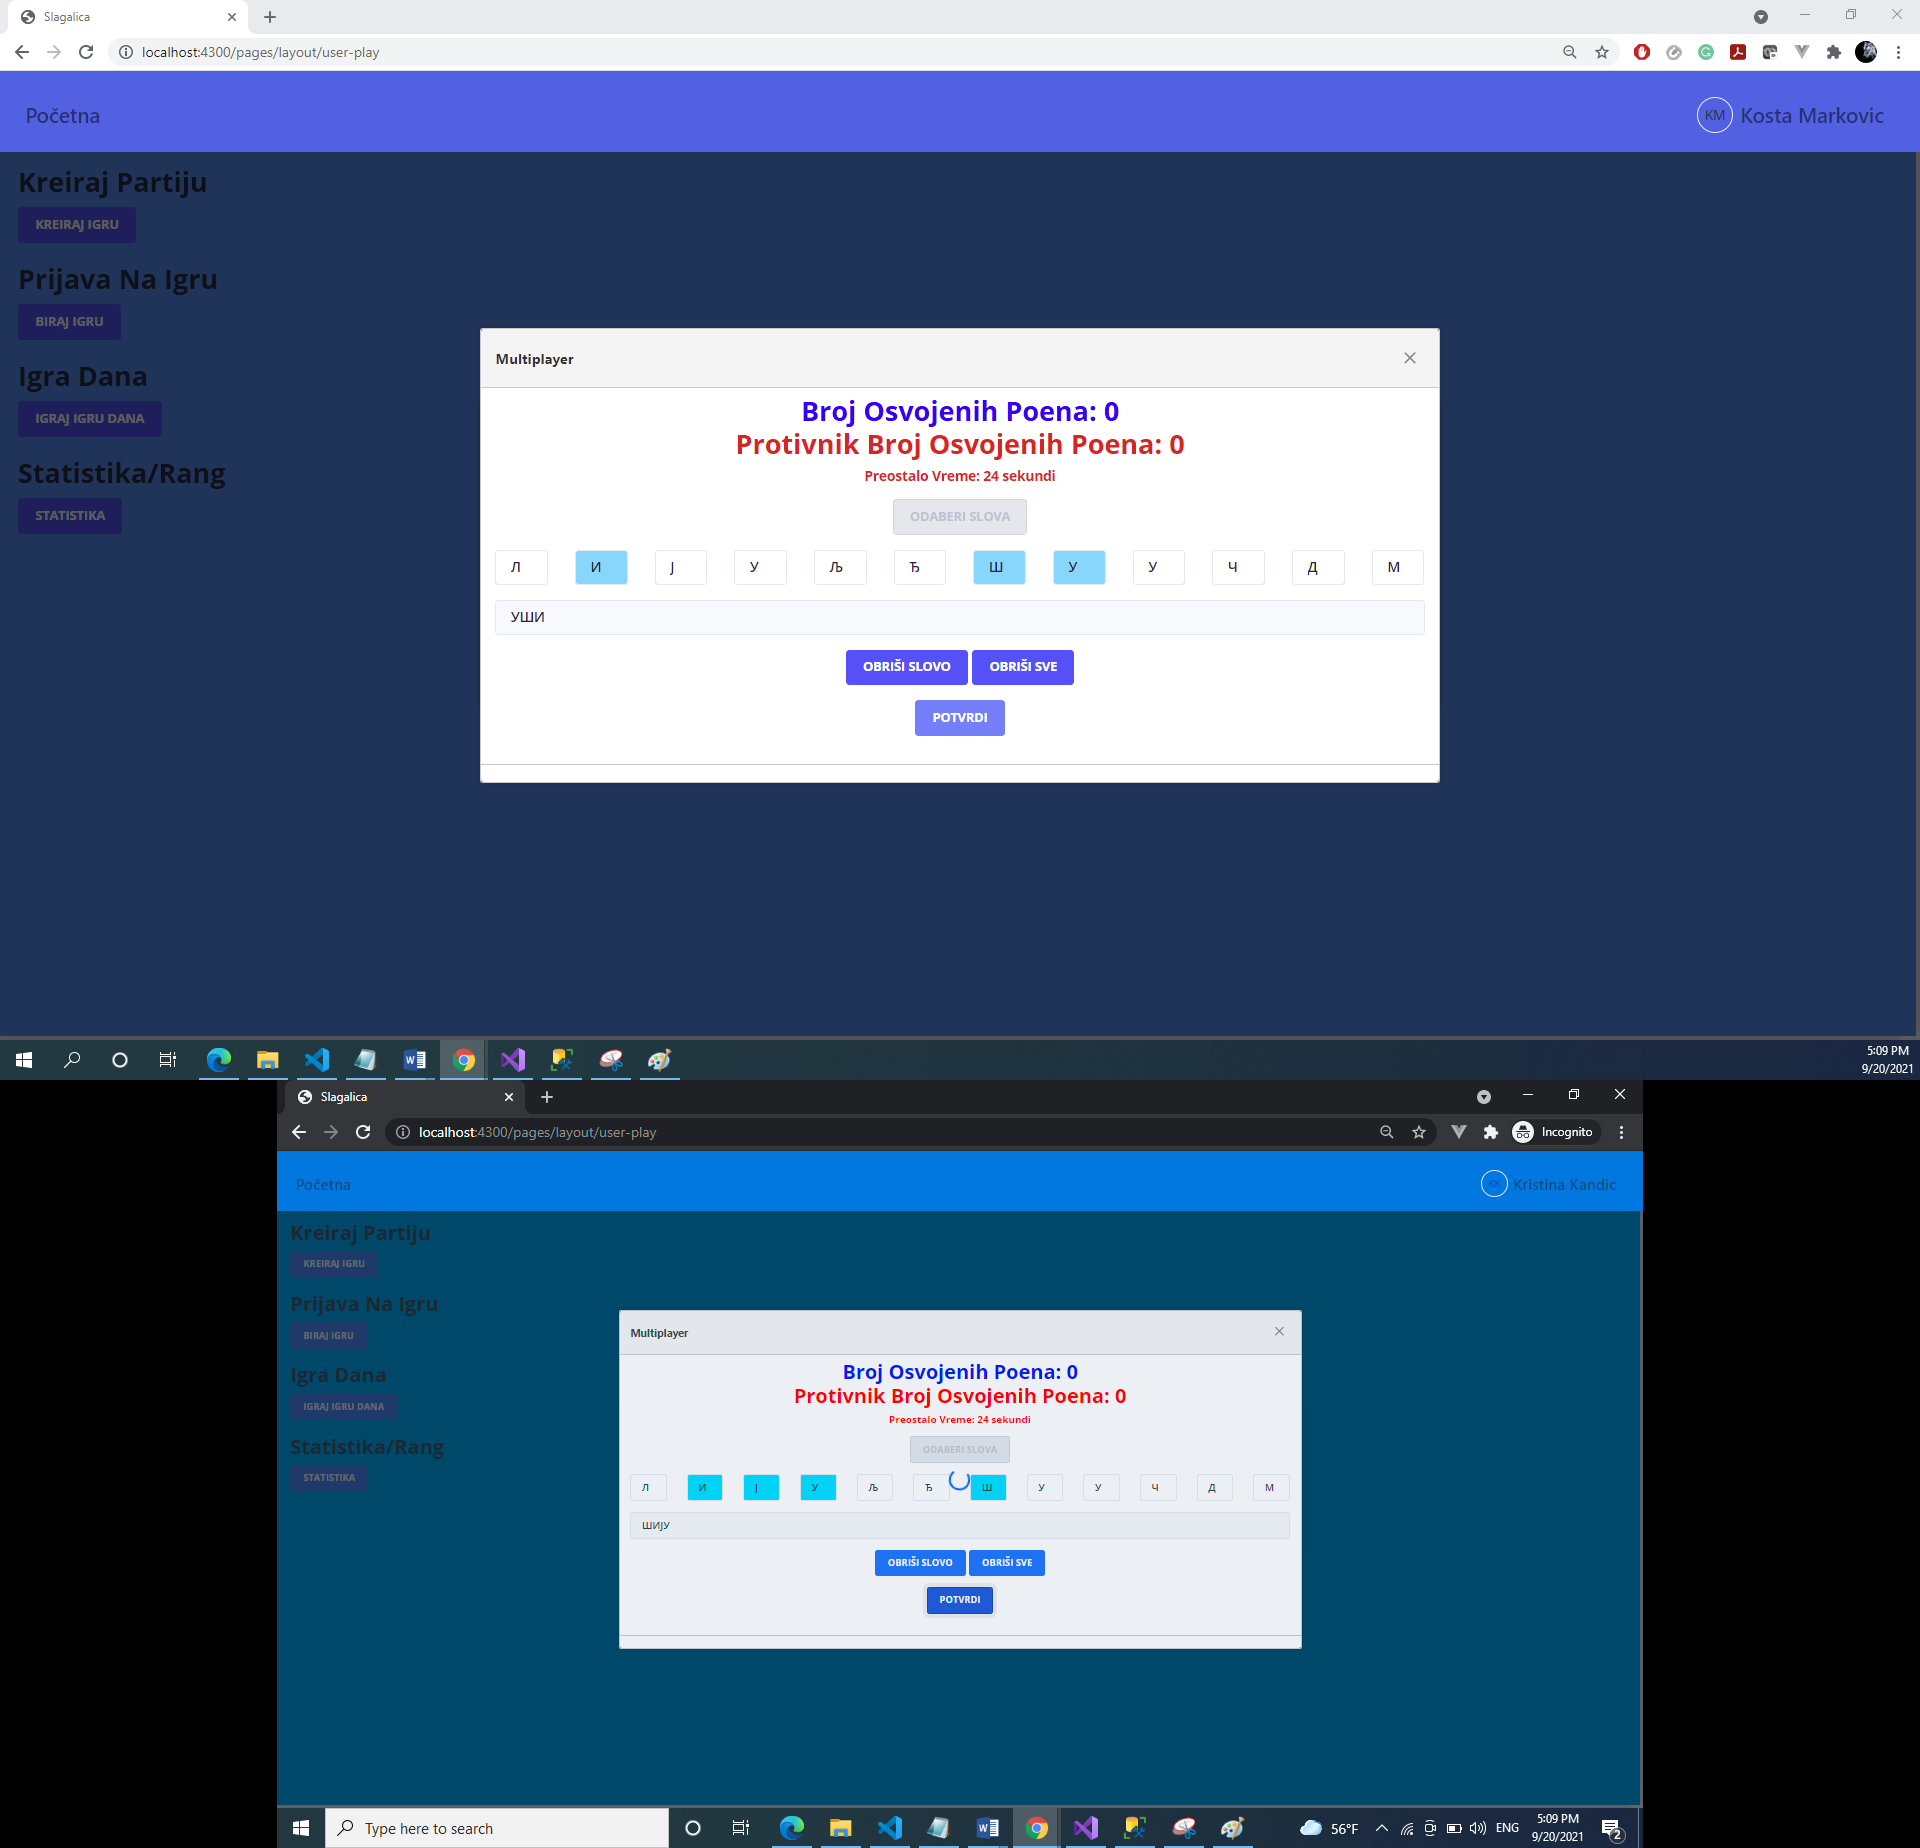 Slagalica
localhost:4300/pages/layout/user-play
Početna
KM Kosta Markovic
Kreiraj Partiju
KREIRAJ IGRU
Prijava Na Igru
BIRAJ IGRU
Igra Dana
IGRAJ IGRU DANA
Statistika/Rang
STATISTIKA
Multiplayer
Broj Osvojenih Poena: 0
Protivnik Broj Osvojenih Poena: 0
Preostalo Vreme: 24 sekundi
ODABERI SLOVA
Л И Ј У Љ Ђ Ш У У Ч Д М
УШИ
OBRIŠI SLOVO OBRIŠI SVE
POTVRDI
5:09 PM
9/20/2021
Slagalica
localhost:4300/pages/layout/user-play
Incognito
Početna
KK Kristina Kandic
Kreiraj Partiju
KREIRAJ IGRU
Prijava Na Igru
BIRAJ IGRU
Igra Dana
IGRAJ IGRU DANA
Statistika/Rang
STATISTIKA
Multiplayer
Broj Osvojenih Poena: 0
Protivnik Broj Osvojenih Poena: 0
Preostalo Vreme: 24 sekundi
ODABERI SLOVA
Л И Ј У Љ Ђ Ш У У Ч Д М
ШИЈУ
OBRIŠI SLOVO OBRIŠI SVE
POTVRDI
Type here to search
56°F
ENG
5:09 PM
9/20/2021
2